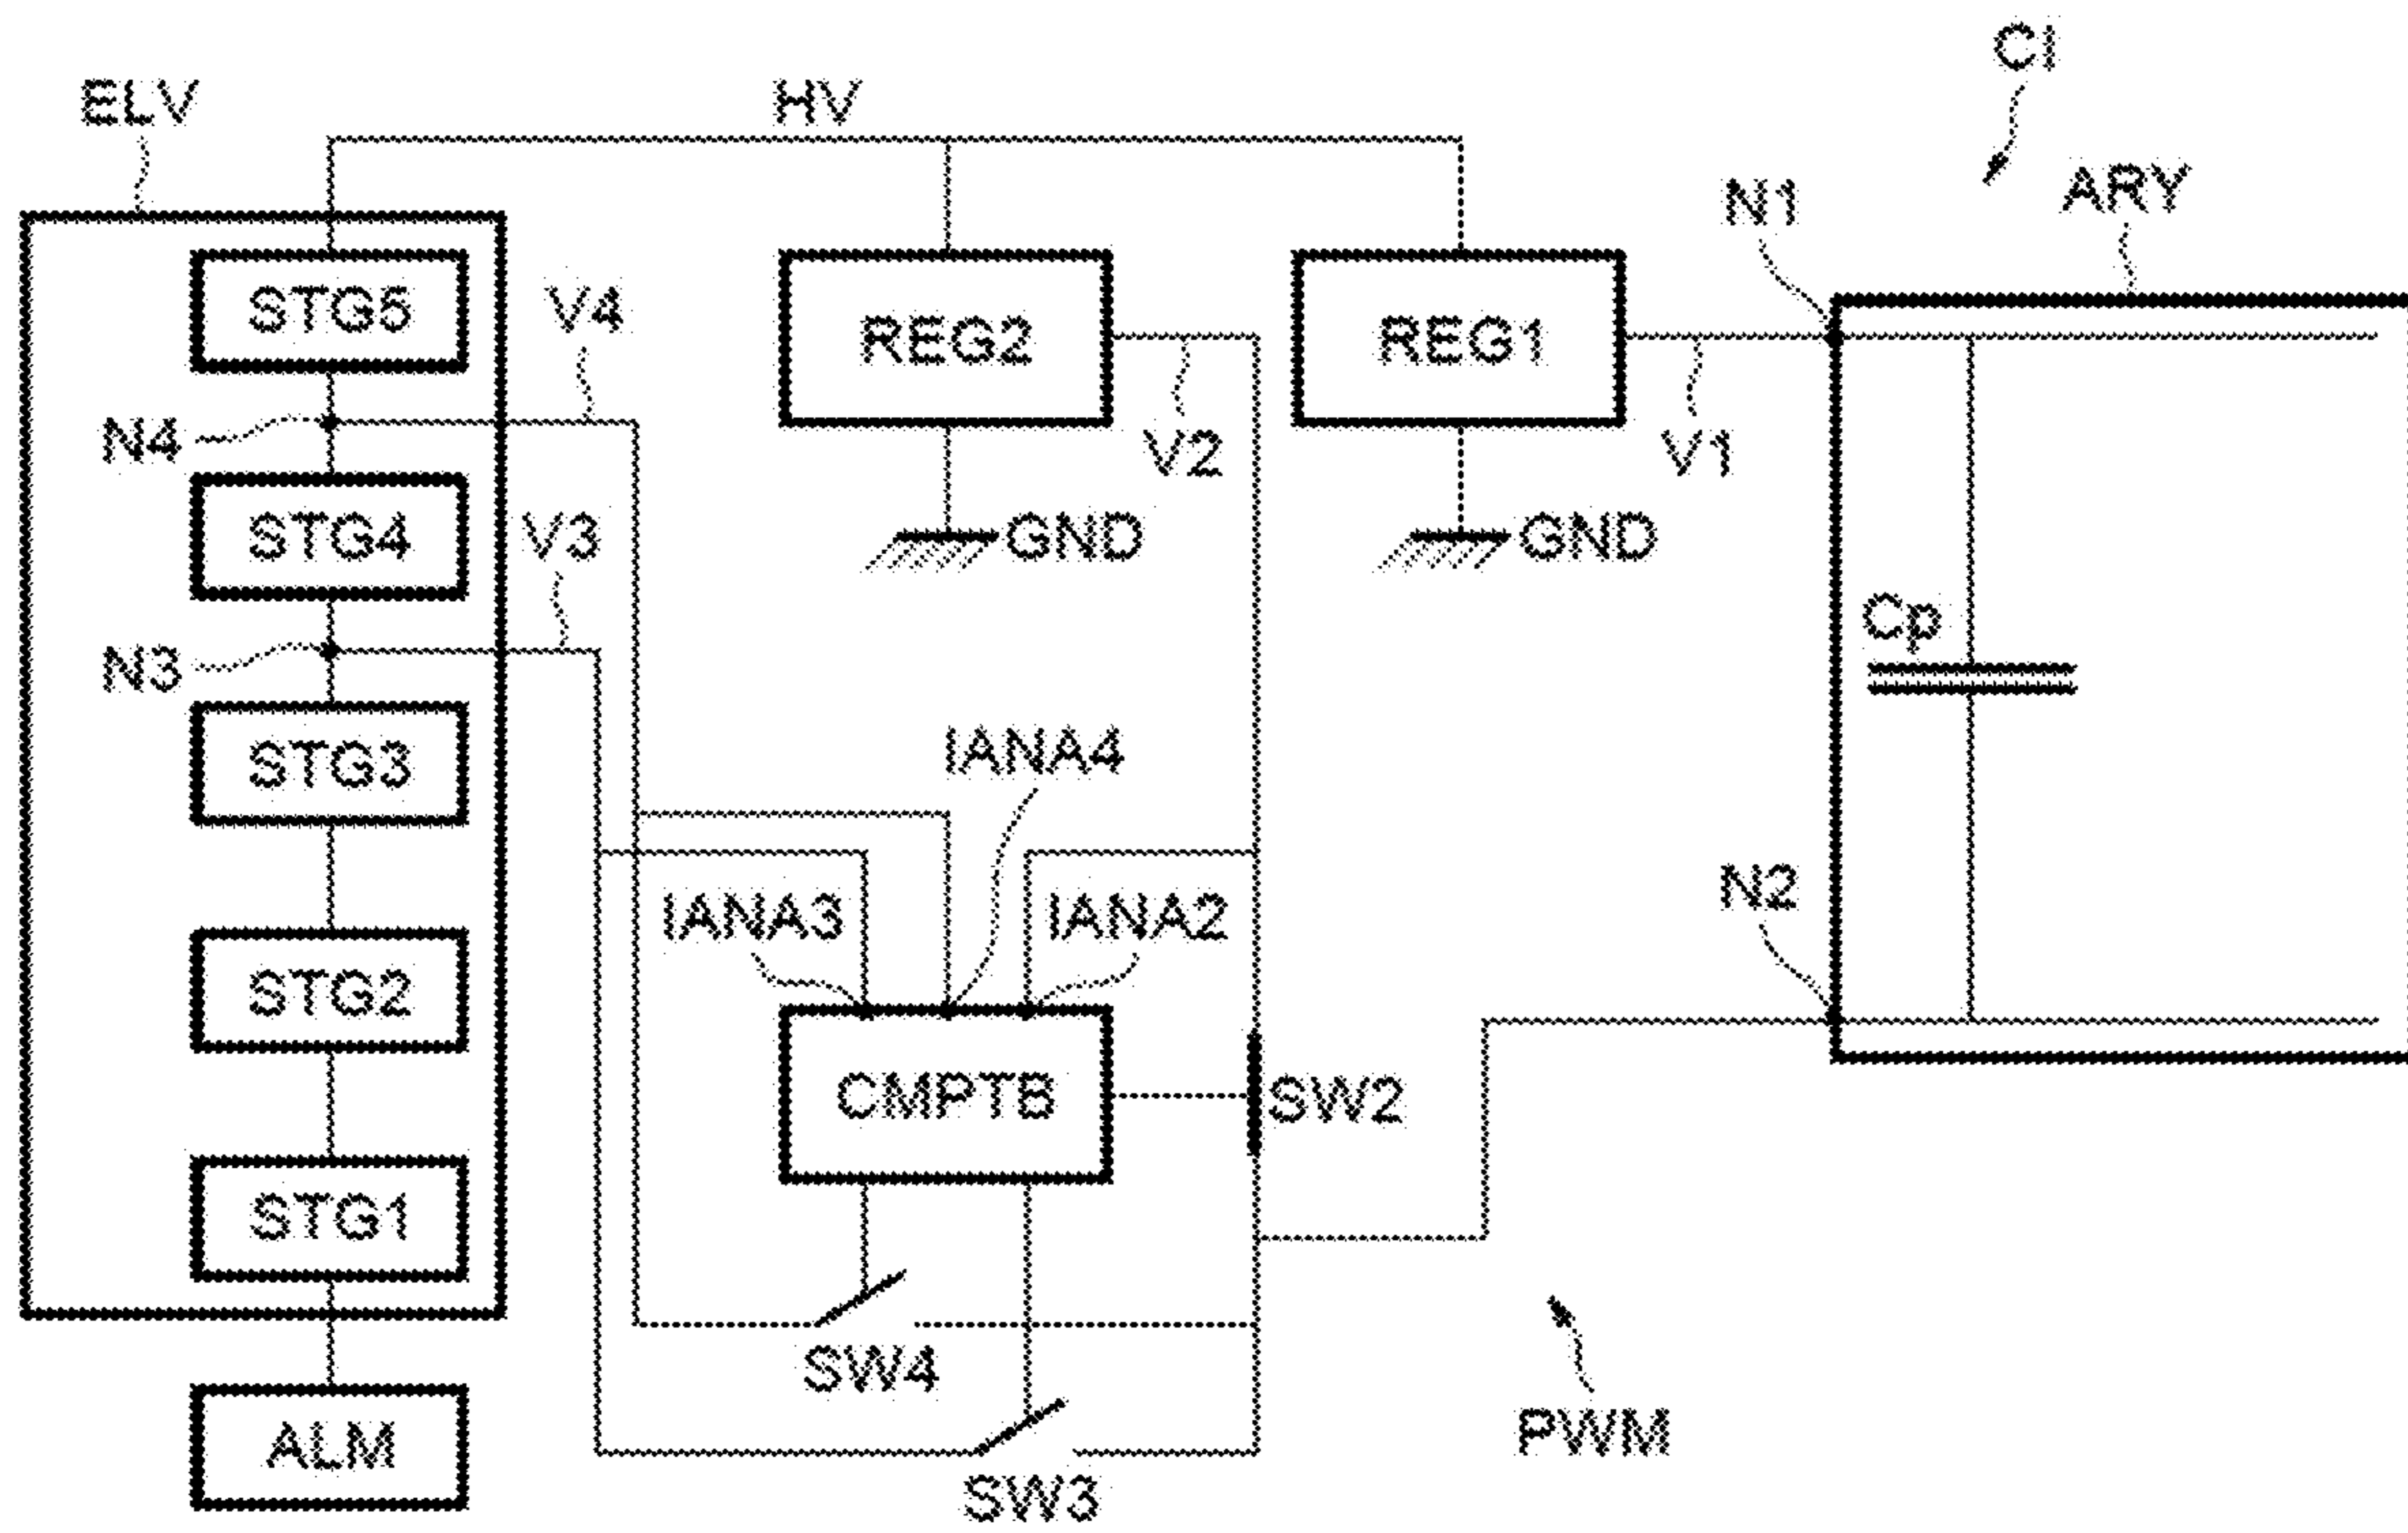 CI
ELV
HV
ARY
N1
STG5
V4
REG2
REG1
N4
V2
V1
STG4
V3
GND
GND
Cp
N3
STG3
IANA4
N2
IANA3
IANA2
STG2
CMPTB
SW2
STG1
SW4
ALM
PWM
SW3